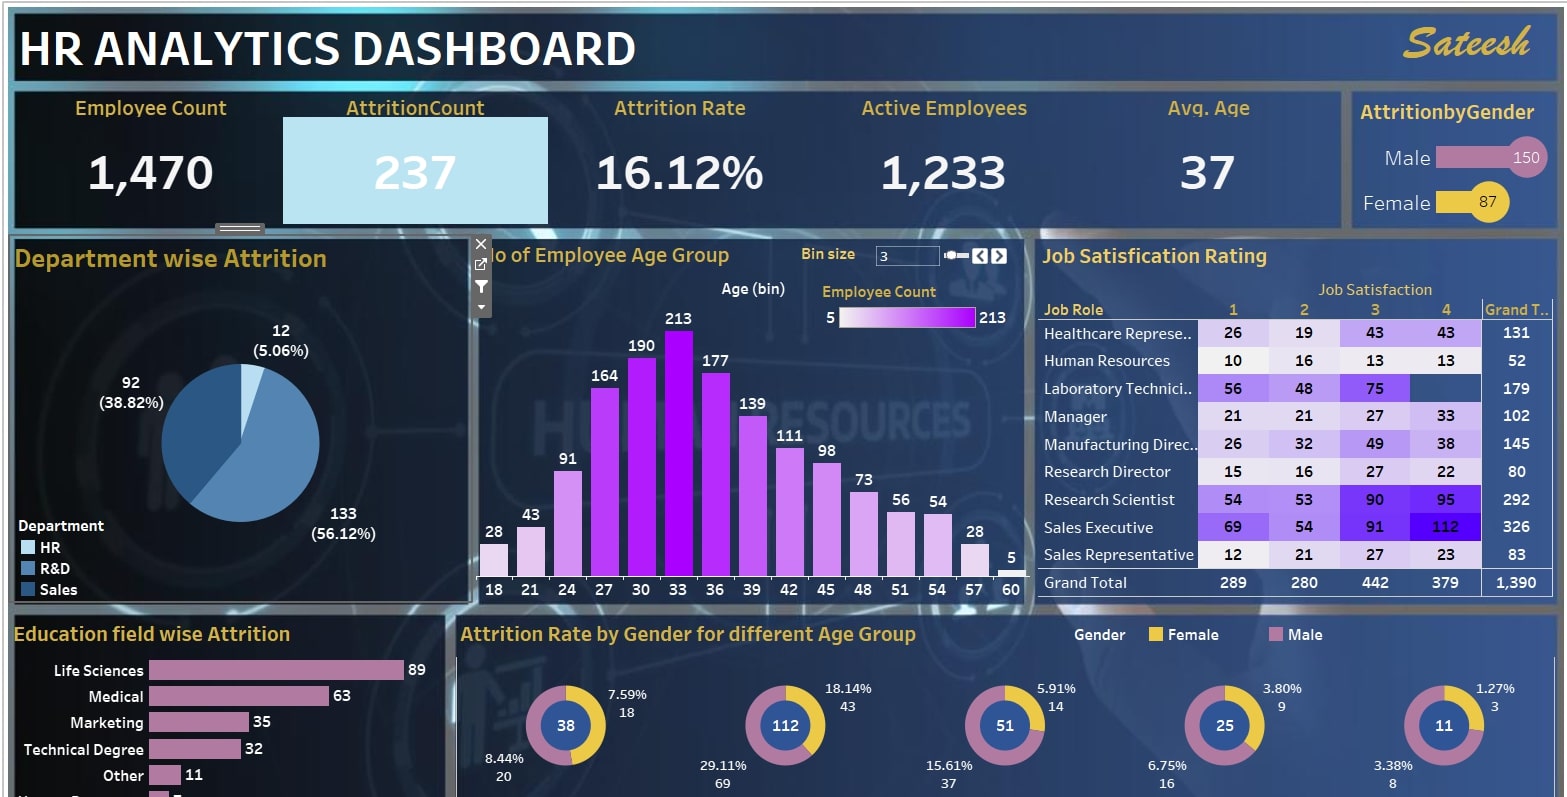 HR ANALYTICS DASHBOARD
Sateesh
Employee Count
1,470
AttritionCount
237
Attrition Rate
16.12%
Active Employees
1,233
Avg. Age
37
AttritionbyGender
Male 150
Female 87
Department wise Attrition
12
(5.06%)
92
(38.82%)
133
(56.12%)
Department
HR
R&D
Sales
of Employee Age Group
Bin size 3
Age (bin)
Employee Count
5 213
28 43 91 164 190 213 177 139 111 98 73 56 54 28 5
18 21 24 27 30 33 36 39 42 45 48 51 54 57 60
HUMAN RESOURCES
Job Satisfication Rating
Job Satisfaction
Job Role 1 2 3 4 Grand T..
Healthcare Represe.. 26 19 43 43 131
Human Resources 10 16 13 13 52
Laboratory Technici.. 56 48 75 179
Manager 21 21 27 33 102
Manufacturing Direc.. 26 32 49 38 145
Research Director 15 16 27 22 80
Research Scientist 54 53 90 95 292
Sales Executive 69 54 91 112 326
Sales Representative 12 21 27 23 83
Grand Total 289 280 442 379 1,390
Education field wise Attrition
Life Sciences 89
Medical 63
Marketing 35
Technical Degree 32
Other 11
Attrition Rate by Gender for different Age Group
Gender Female Male
38
7.59%
18
8.44%
20
112
18.14%
43
29.11%
69
51
5.91%
14
15.61%
37
25
3.80%
9
6.75%
16
11
1.27%
3
3.38%
8